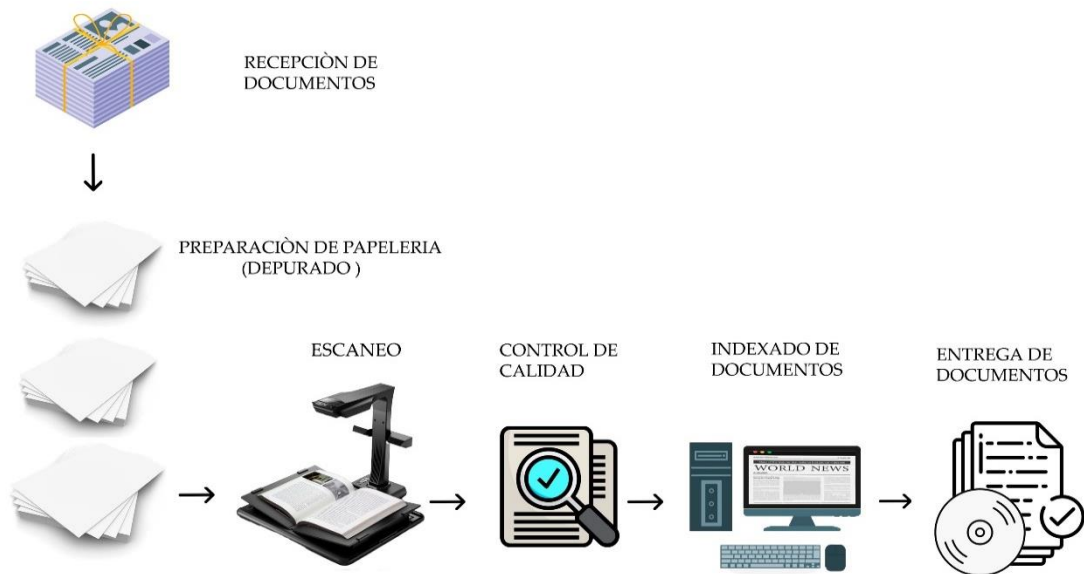 RECEPCIÒN DE
DOCUMENTOS
PREPARACIÒN DE PAPELERIA
(DEPURADO )
ESCANEO
CONTROL DE
CALIDAD
INDEXADO DE
DOCUMENTOS
ENTREGA DE
DOCUMENTOS
WORLD NEWS